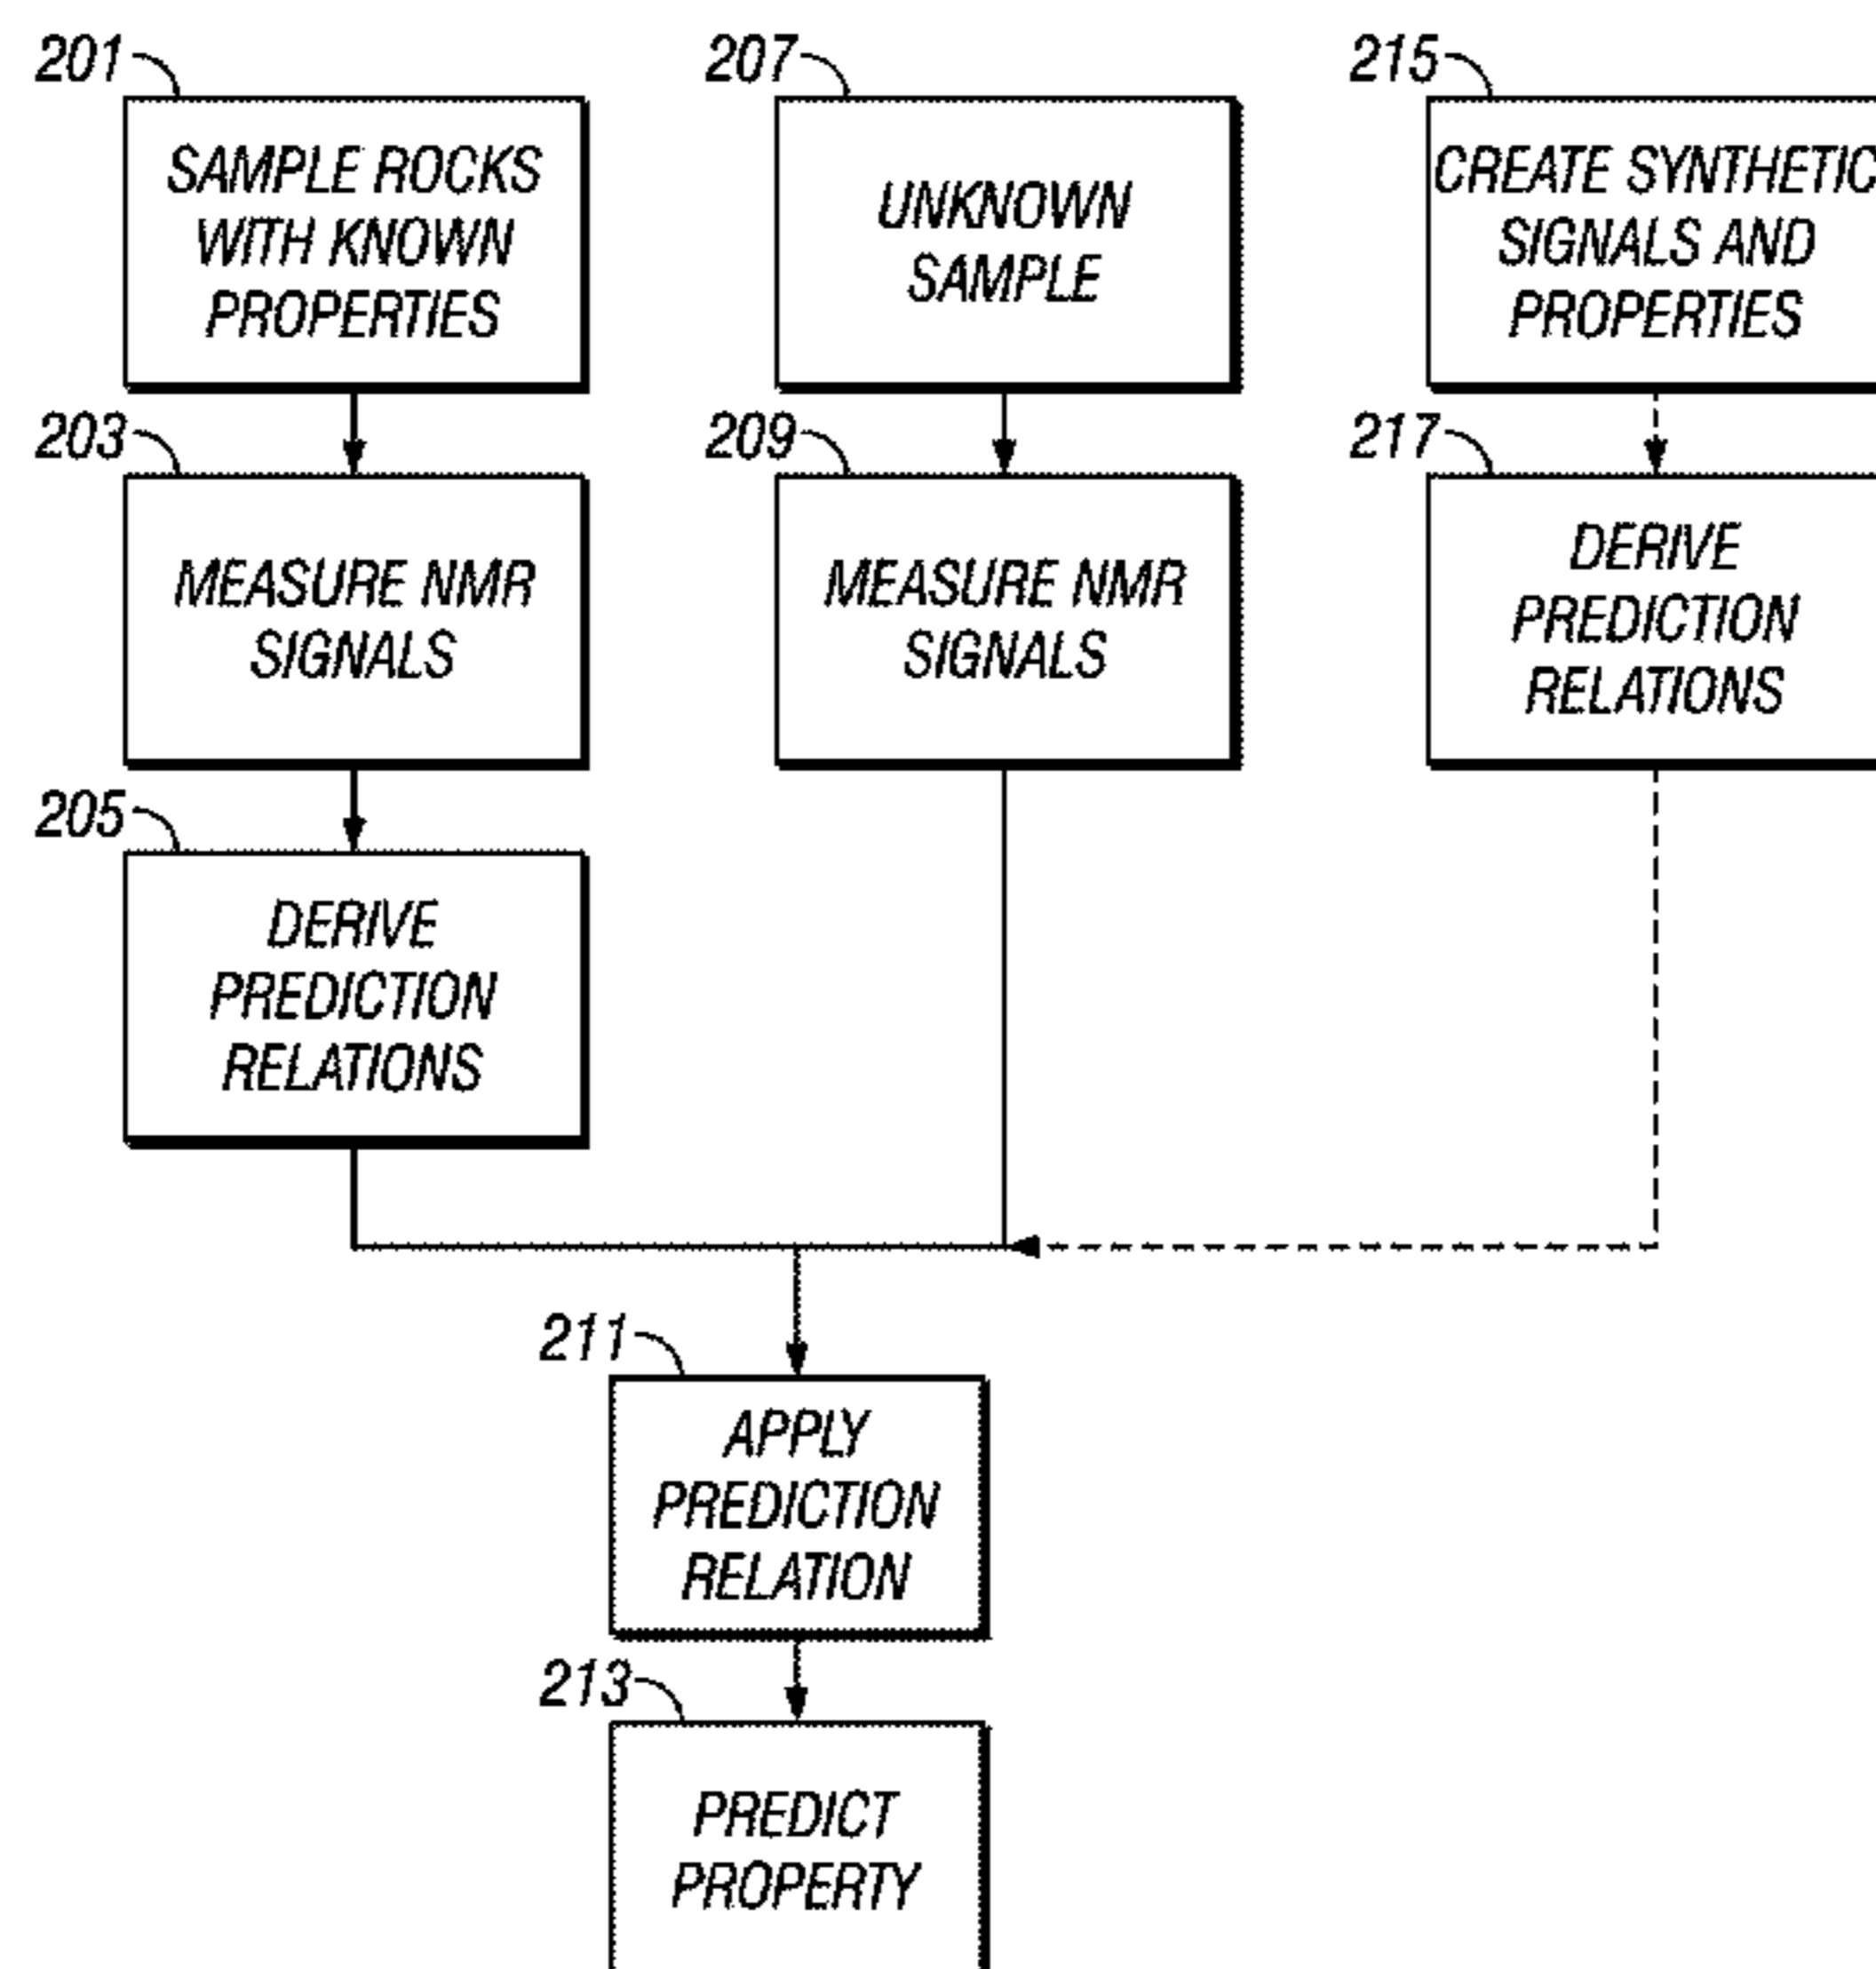 201
SAMPLE ROCKS
WITH KNOWN
PROPERTIES
203
MEASURE NMR
SIGNALS
205
DERIVE
PREDICTION
RELATIONS
207
UNKNOWN
SAMPLE
209
MEASURE NMR
SIGNALS
215
CREATE SYNTHETIC
SIGNALS AND
PROPERTIES
217
DERIVE
PREDICTION
RELATIONS
211
APPLY
PREDICTION
RELATION
213
PREDICT
PROPERTY